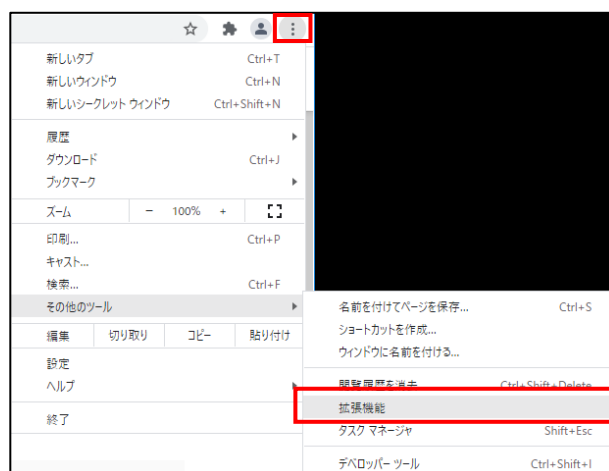 新しいタブ Ctrl+T
新しいウィンドウ Ctrl+N
新しいシークレット ウィンドウ Ctrl+Shift+N
履歴
ダウンロード Ctrl+J
ブックマーク
ズーム − 100% +
印刷... Ctrl+P
キャスト...
検索... Ctrl+F
その他のツール
編集 切り取り コピー 貼り付け
設定
ヘルプ
終了
名前を付けてページを保存... Ctrl+S
ショートカットを作成...
ウィンドウに名前を付ける...
閲覧履歴を消去... Ctrl+Shift+Delete
拡張機能
タスク マネージャ Shift+Esc
デベロッパー ツール Ctrl+Shift+I